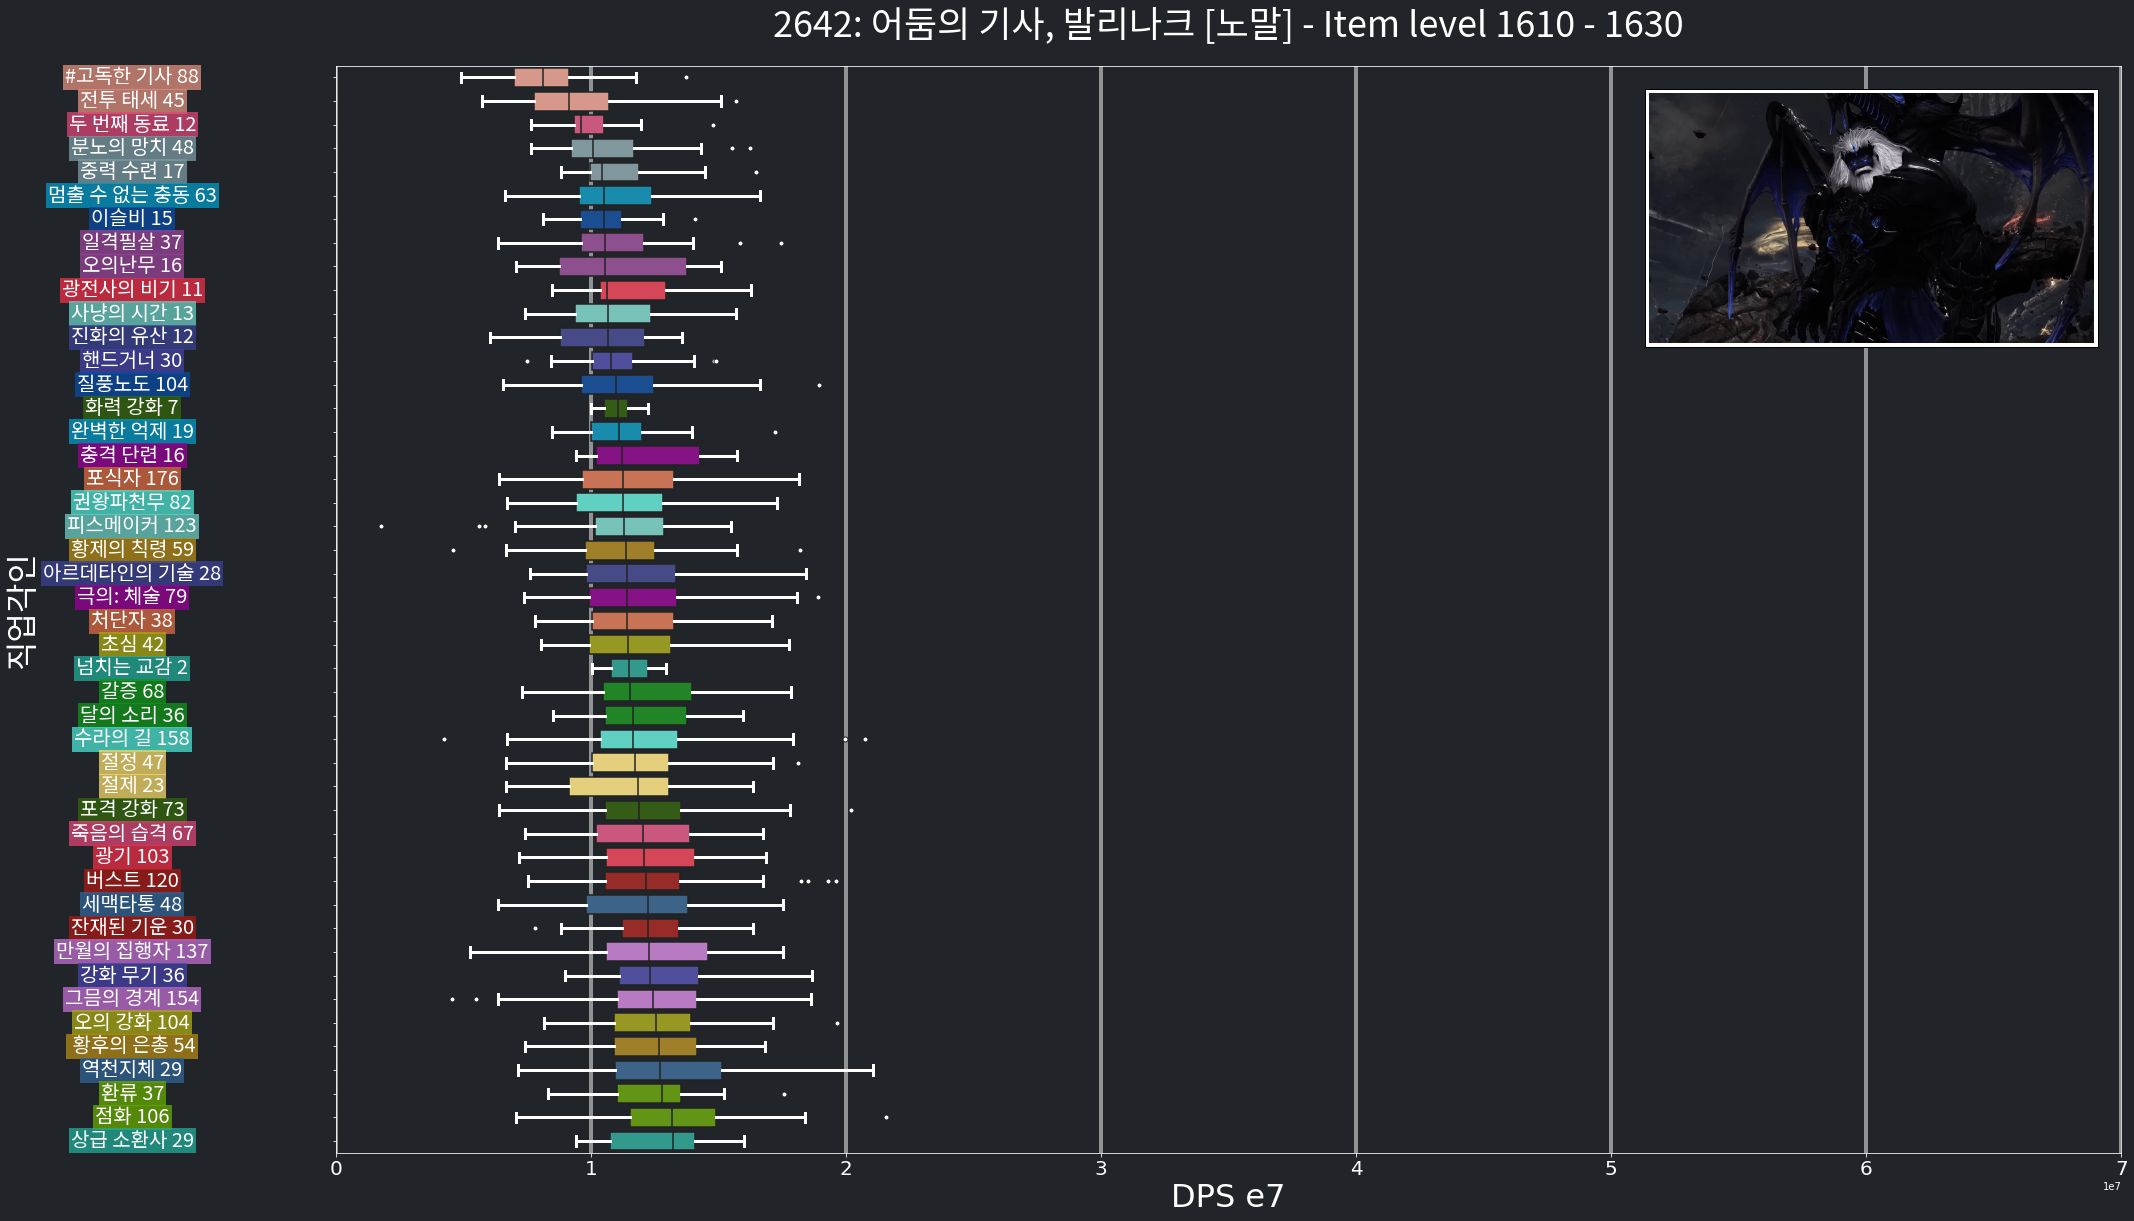 2642: 어둠의 기사, 발리나크 [노말] - Item level 1610 - 1630
#고독한 기사 88
전투 태세 45
두 번째 동료 12
분노의 망치 48
중력 수련 17
멈출 수 없는 충동 63
이슬비 15
일격필살 37
오의난무 16
광전사의 비기 11
사냥의 시간 13
진화의 유산 12
핸드거너 30
질풍노도 104
화력 강화 7
완벽한 억제 19
충격 단련 16
포식자 176
권왕파천무 82
피스메이커 123
황제의 칙령 59
아르데타인의 기술 28
극의: 체술 79
처단자 38
초심 42
넘치는 교감 2
갈증 68
달의 소리 36
수라의 길 158
절정 47
절제 23
포격 강화 73
죽음의 습격 67
광기 103
버스트 120
세맥타통 48
잔재된 기운 30
만월의 집행자 137
강화 무기 36
그믐의 경계 154
오의 강화 104
황후의 은총 54
역천지체 29
환류 37
점화 106
상급 소환사 29
직업각인
0 1 2 3 4 5 6 7
1e7
DPS e7